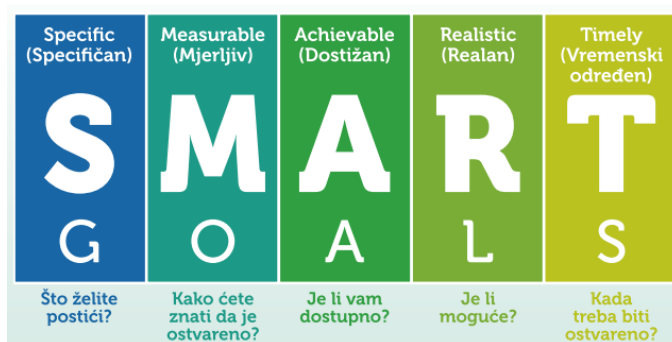 Specific
(Specifičan)
Measurable
(Mjerljiv)
Achievable
(Dostižan)
Realistic
(Realan)
Timely
(Vremenski
određen)
S M A R T
G O A L S
Što želite
postići?
Kako ćete
znati da je
ostvareno?
Je li vam
dostupno?
Je li
moguće?
Kada
treba biti
ostvareno?